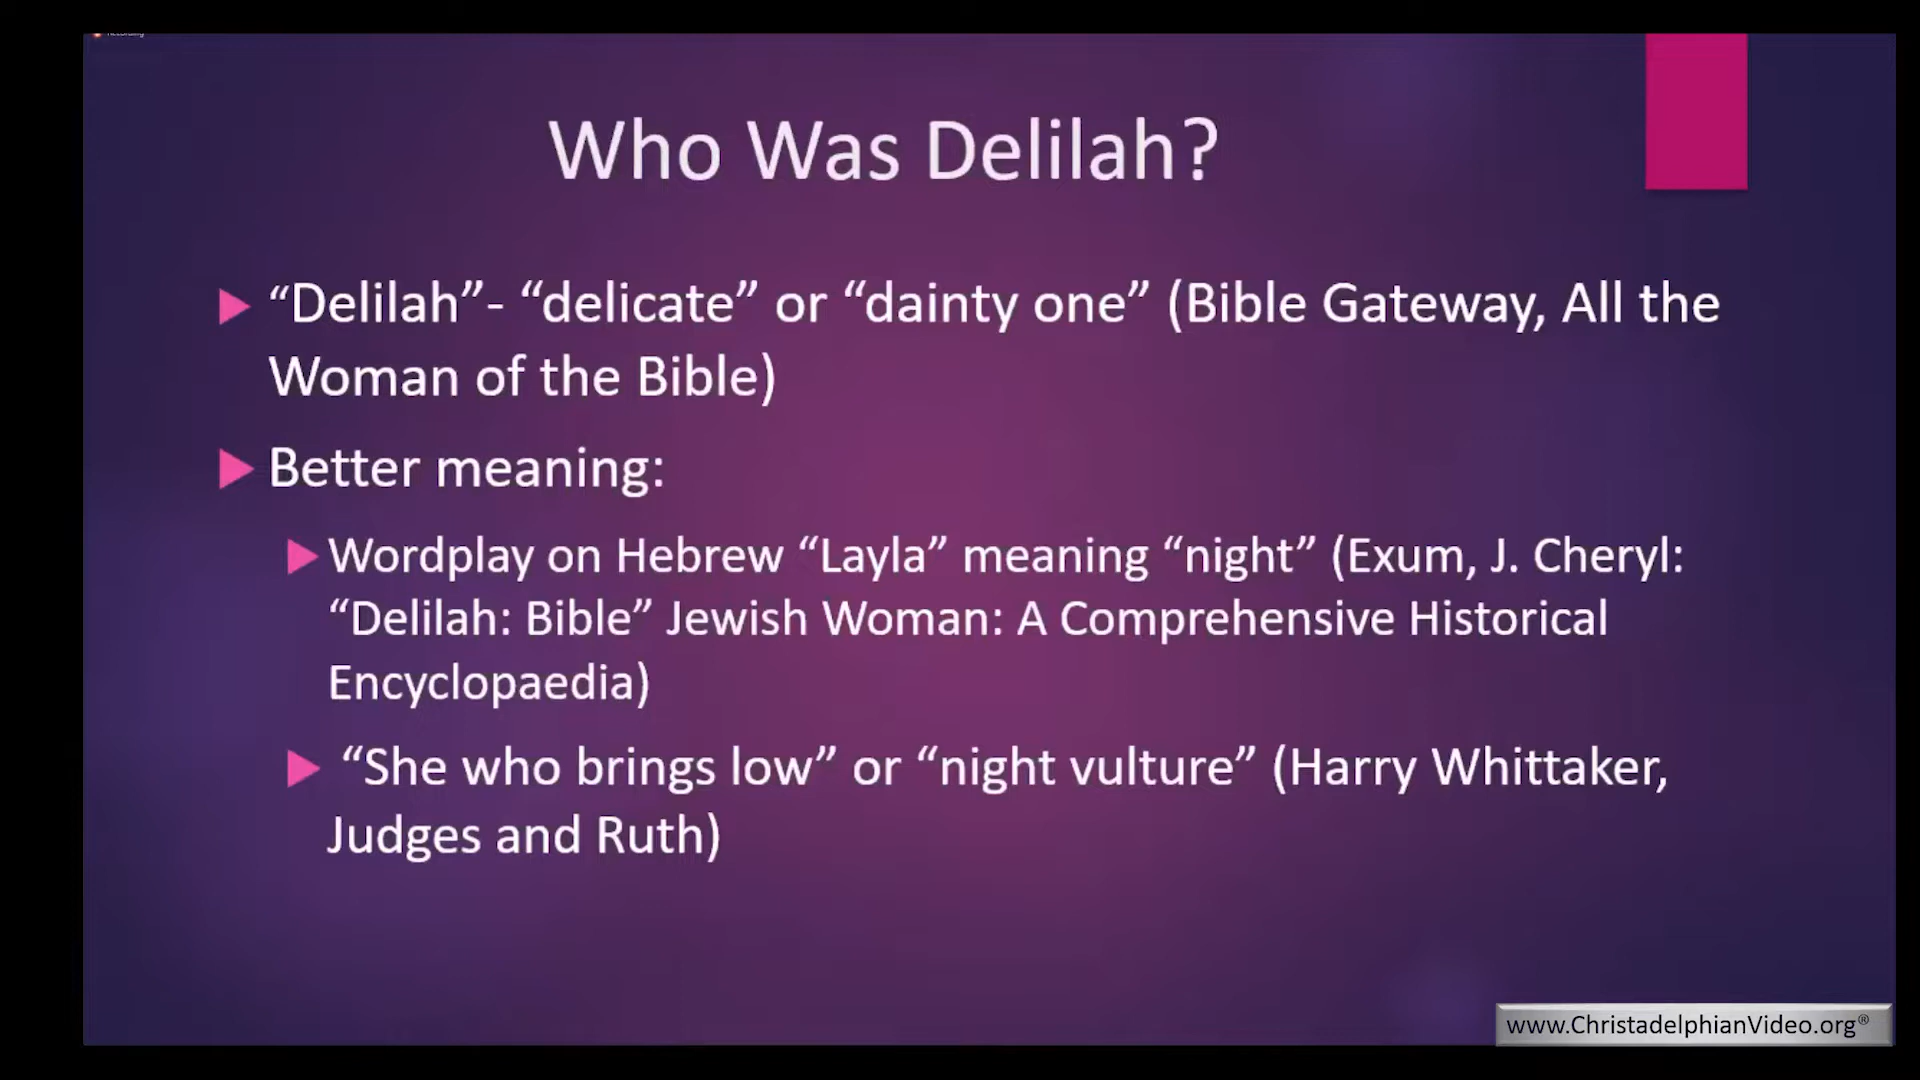 Recording
Who Was Delilah?
“Delilah”- “delicate” or “dainty one” (Bible Gateway, All the
Woman of the Bible)
Better meaning:
Wordplay on Hebrew “Layla” meaning “night” (Exum, J. Cheryl:
“Delilah: Bible” Jewish Woman: A Comprehensive Historical
Encyclopaedia)
“She who brings low” or “night vulture” (Harry Whittaker,
Judges and Ruth)
www.ChristadelphianVideo.org®